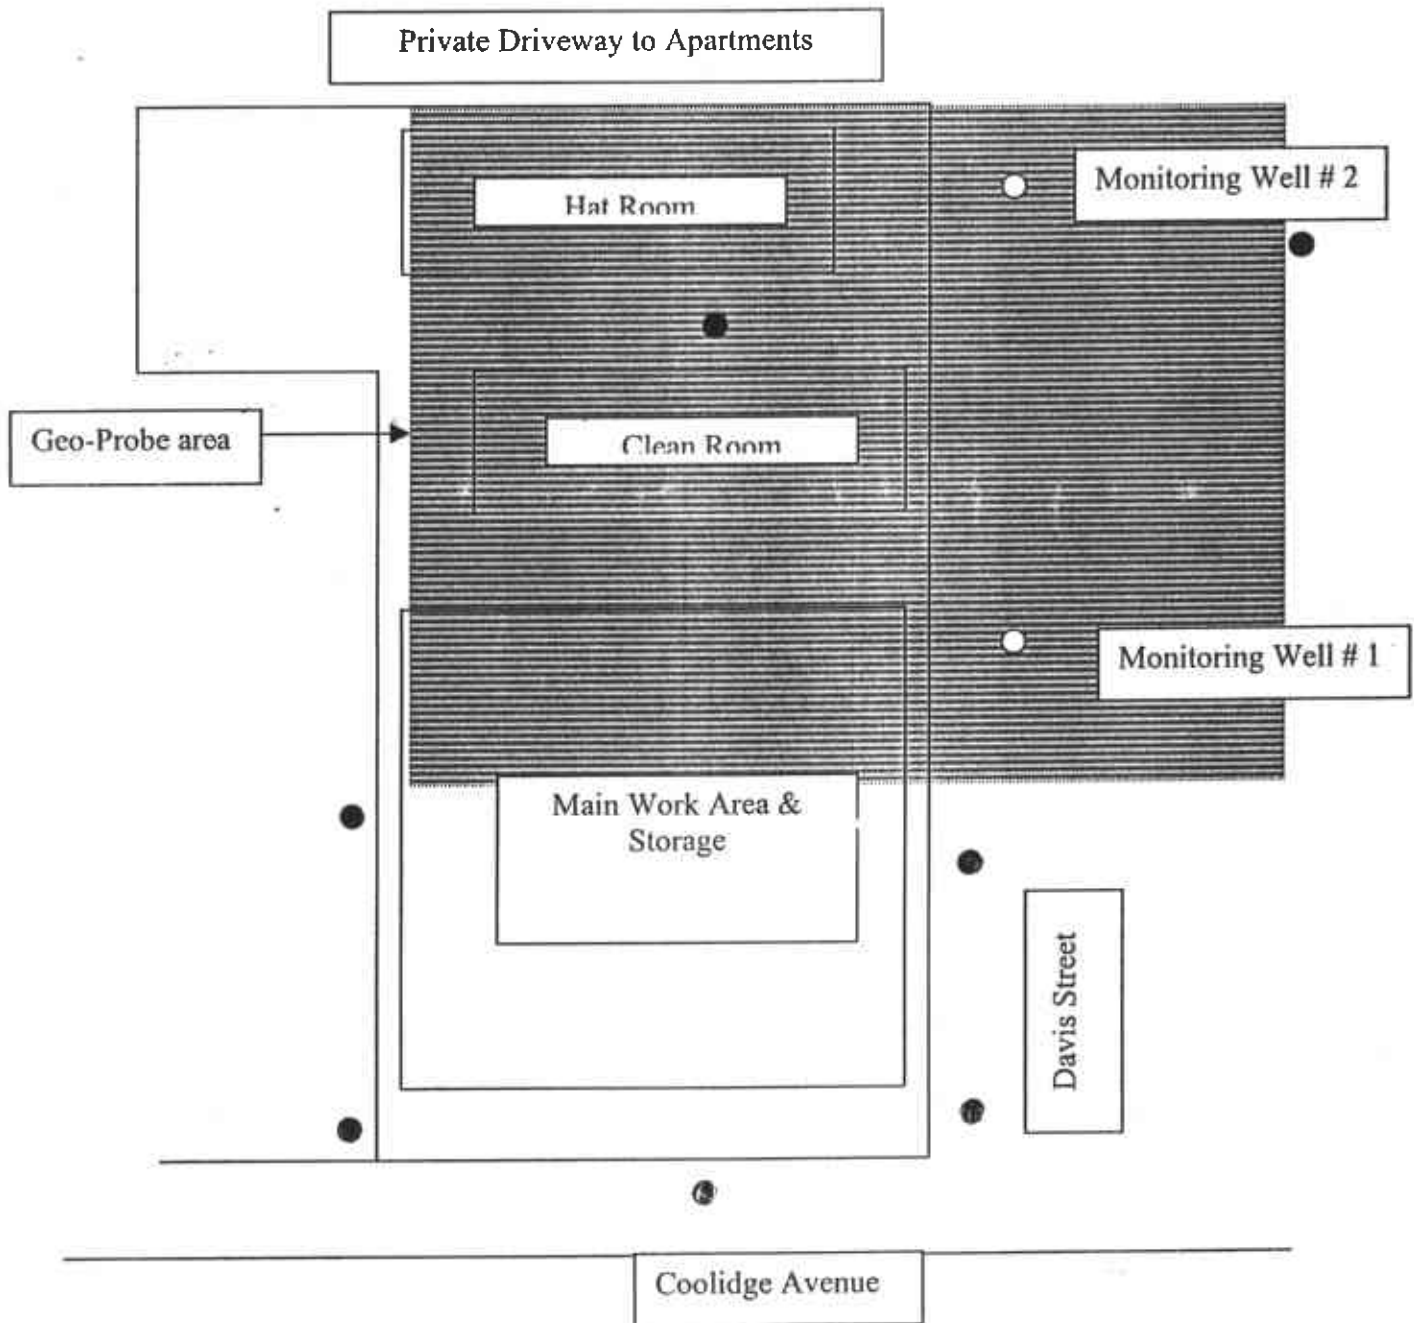 Private Driveway to Apartments
Hat Room
Monitoring Well # 2
Geo-Probe area
Clean Room
Monitoring Well # 1
Main Work Area &
Storage
Davis Street
Coolidge Avenue